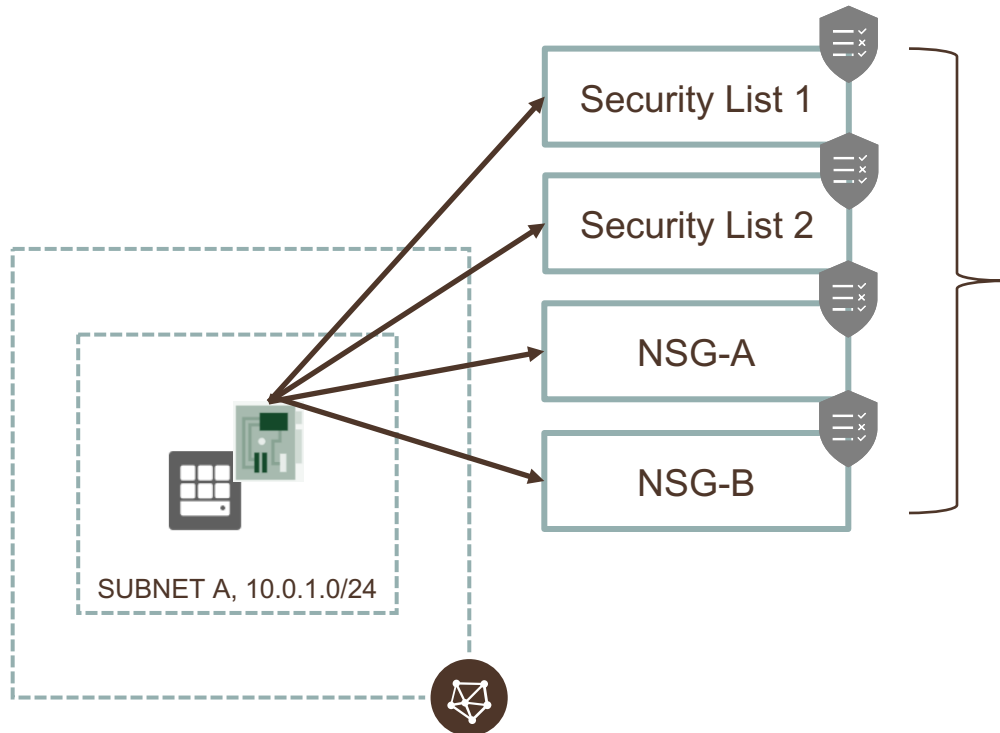 Security List 1
Security List 2
NSG-A
NSG-B
SUBNET A, 10.0.1.0/24